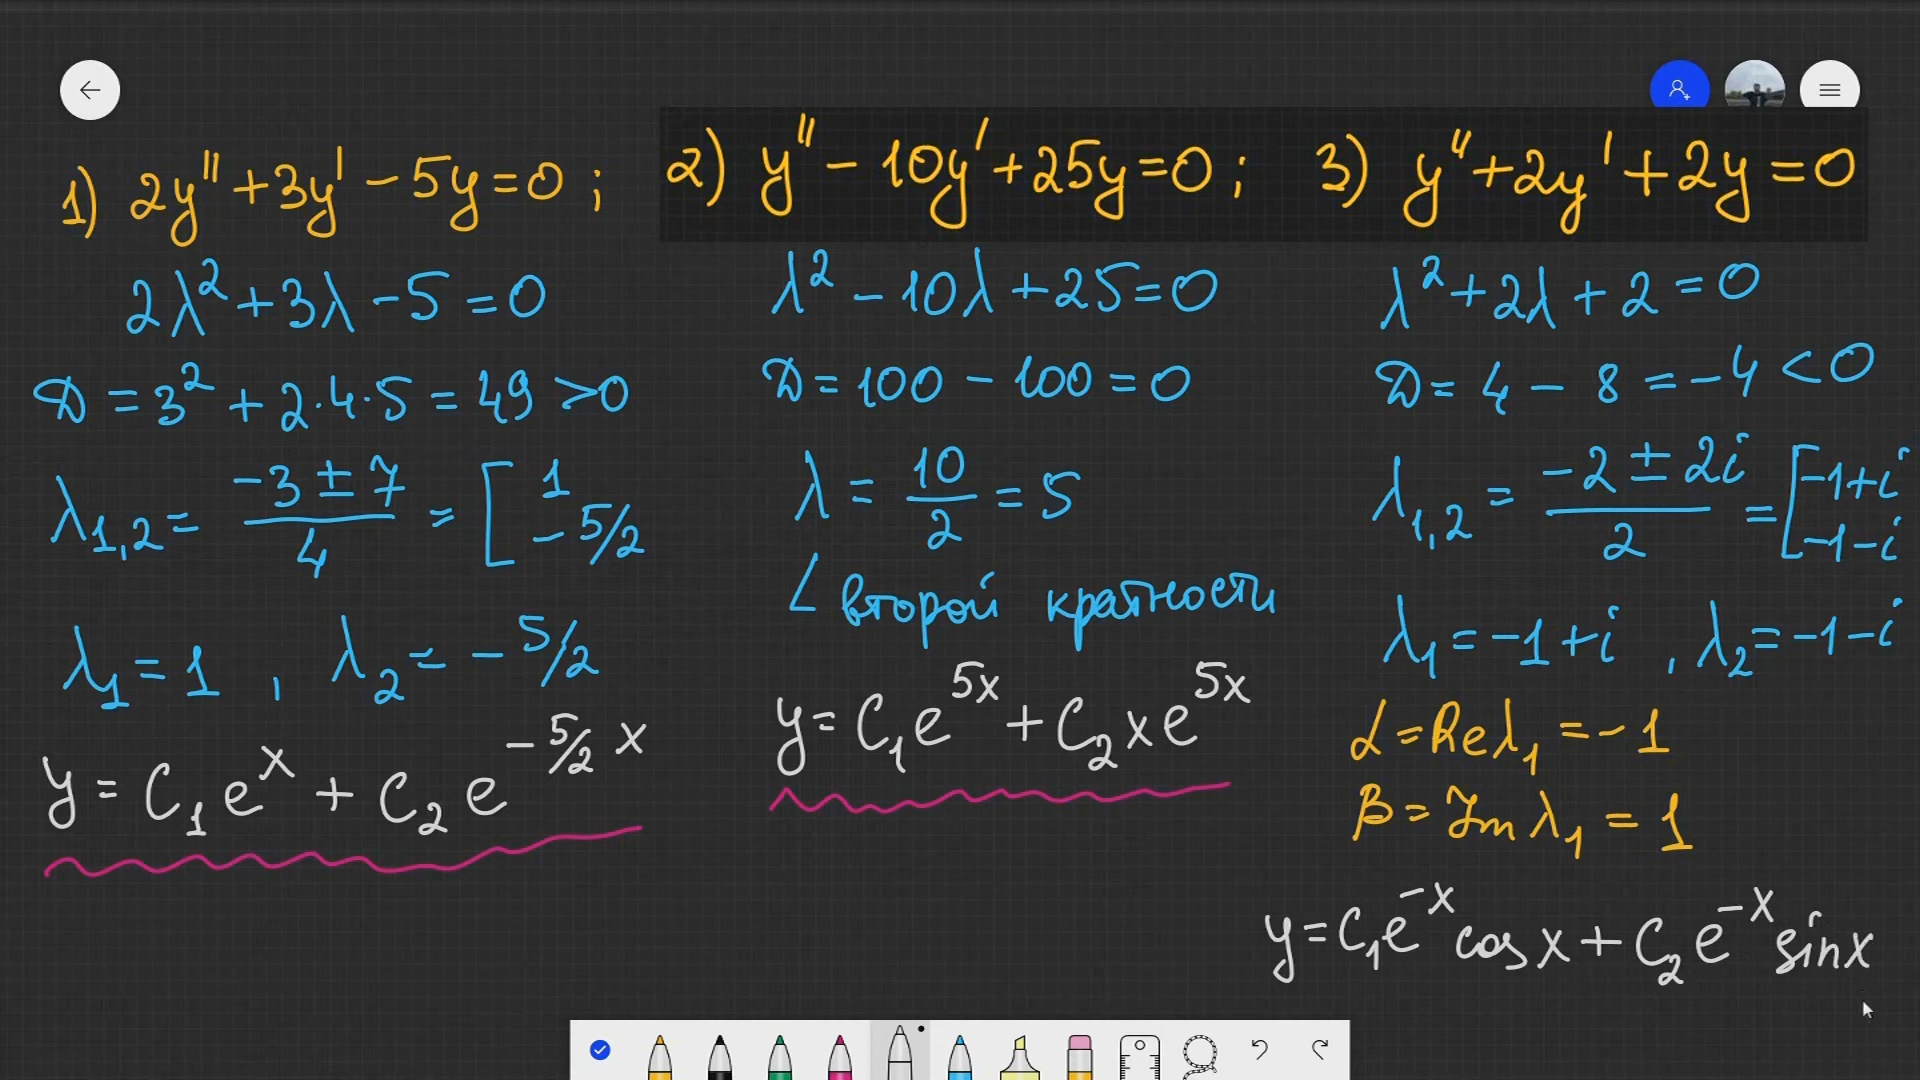 1) 2y'' + 3y' − 5y = 0 ;
2λ² + 3λ − 5 = 0
D = 3² + 2·4·5 = 49 > 0
λ₁,₂ = (−3 ± 7)/4 = [ 1
− 5/2
λ₁ = 1 , λ₂ = − 5/2
y = C₁e^x + C₂e^(− 5/2 x)
2) y'' − 10y' + 25y = 0 ;
λ² − 10λ + 25 = 0
D = 100 − 100 = 0
λ = 10/2 = 5
второй кратности
y = C₁e^(5x) + C₂xe^(5x)
3) y'' + 2y' + 2y = 0
λ² + 2λ + 2 = 0
D = 4 − 8 = −4 < 0
λ₁,₂ = (−2 ± 2i)/2 = [ −1+i
−1−i
λ₁ = −1+i , λ₂ = −1−i
α = Re λ₁ = −1
β = Im λ₁ = 1
y = C₁e^(−x) cos x + C₂e^(−x) sin x